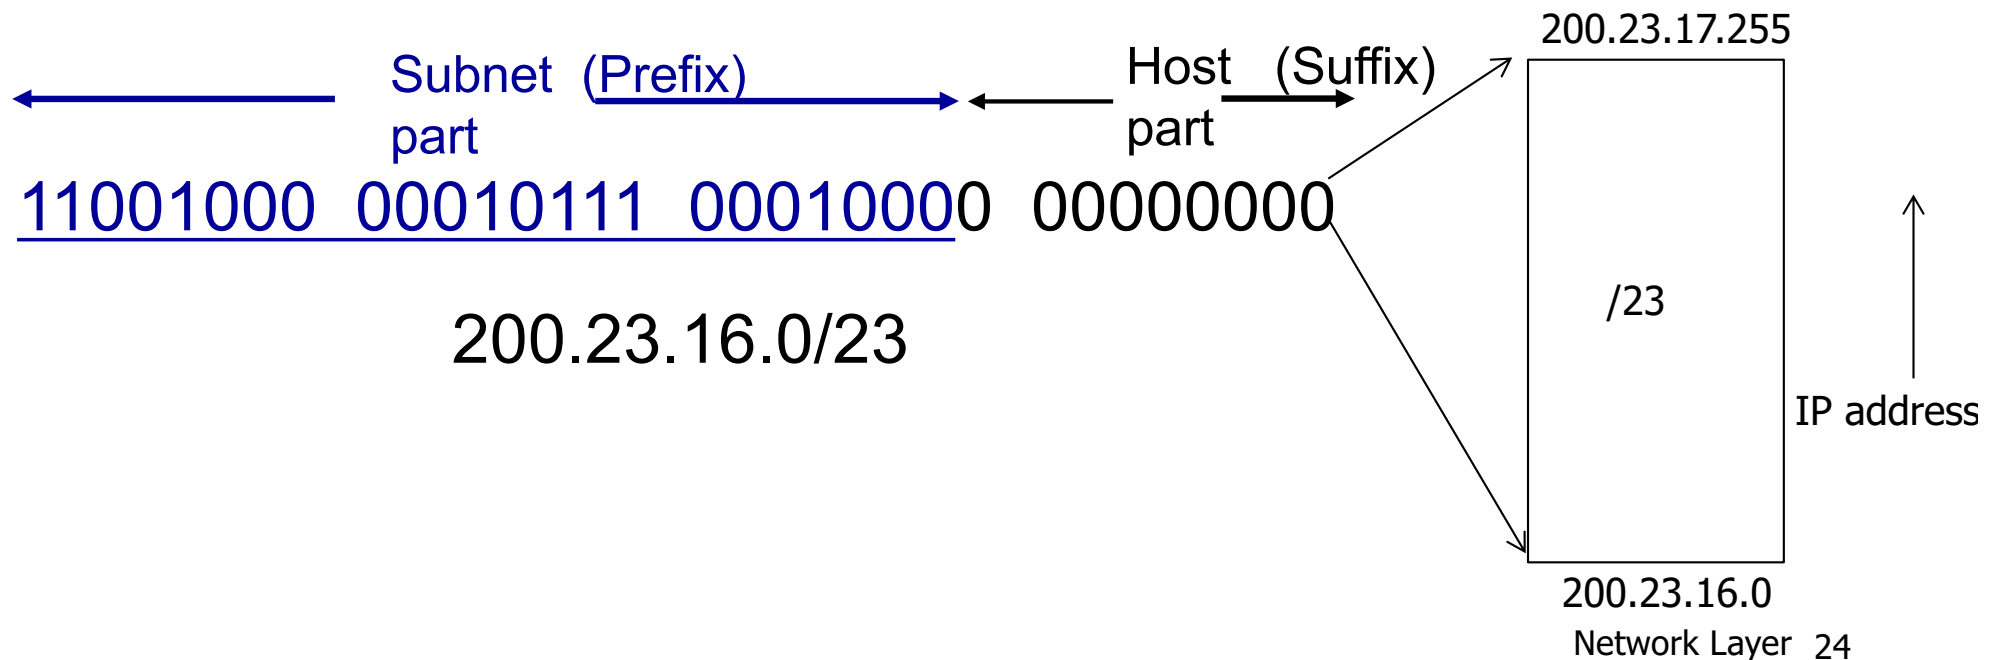 Subnet (Prefix)
part
Host (Suffix)
part
11001000 00010111 00010000 00000000
200.23.16.0/23
200.23.17.255
/23
IP address
200.23.16.0
Network Layer 24